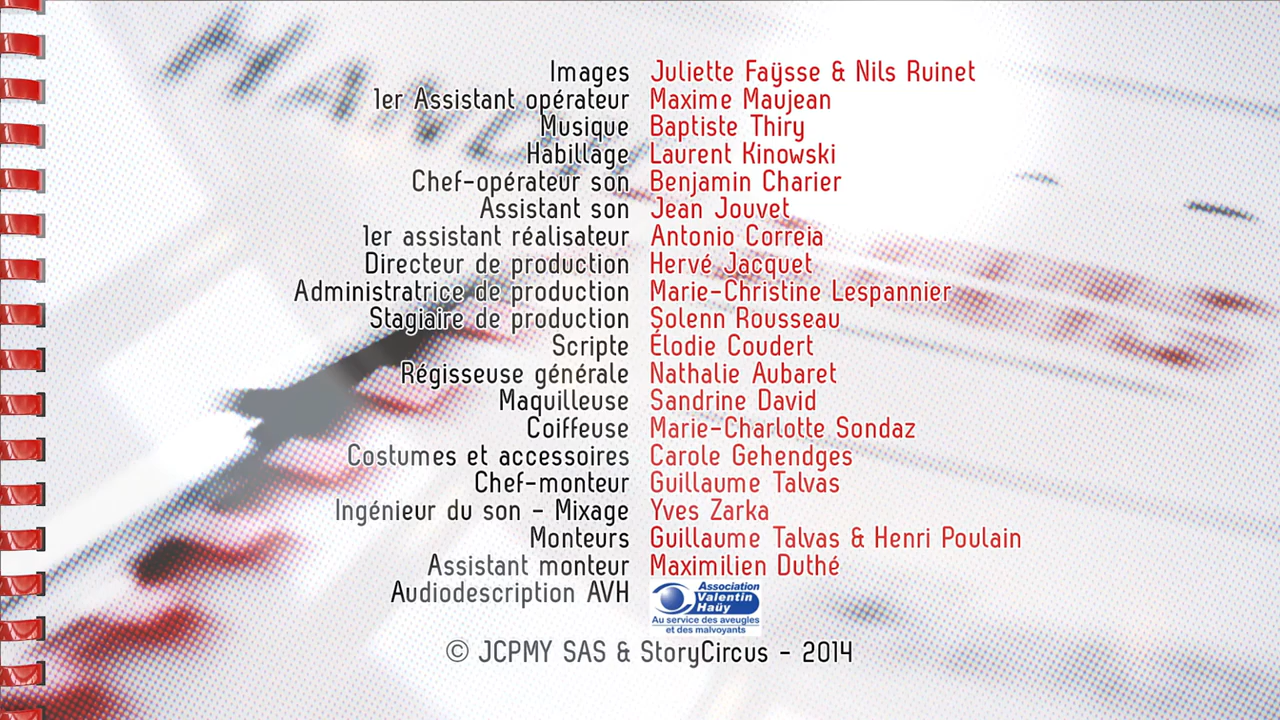 HANDI
Images Juliette Faÿsse & Nils Ruinet
1er Assistant opérateur Maxime Maujean
Musique Baptiste Thiry
Habillage Laurent Kinowski
Chef-opérateur son Benjamin Charier
Assistant son Jean Jouvet
1er assistant réalisateur Antonio Correia
Directeur de production Hervé Jacquet
Administratrice de production Marie-Christine Lespannier
Stagiaire de production Solenn Rousseau
Scripte Élodie Coudert
Régisseuse générale Nathalie Aubaret
Maquilleuse Sandrine David
Coiffeuse Marie-Charlotte Sondaz
Costumes et accessoires Carole Gehendges
Chef-monteur Guillaume Talvas
Ingénieur du son - Mixage Yves Zarka
Monteurs Guillaume Talvas & Henri Poulain
Assistant monteur Maximilien Duthé
Audiodescription AVH
Association
Valentin
Haüy
Au service des aveugles
et des malvoyants
© JCPMY SAS & StoryCircus - 2014